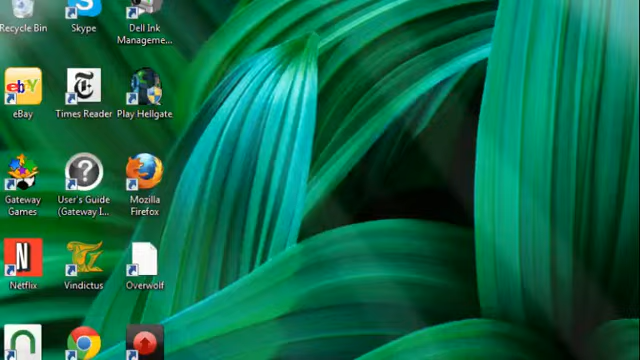 Recycle Bin
Skype
Dell Ink
Manageme...
eBay
Times Reader
Play Hellgate
Gateway
Games
User's Guide
(Gateway I...
Mozilla
Firefox
Netflix
Vindictus
Overwolf